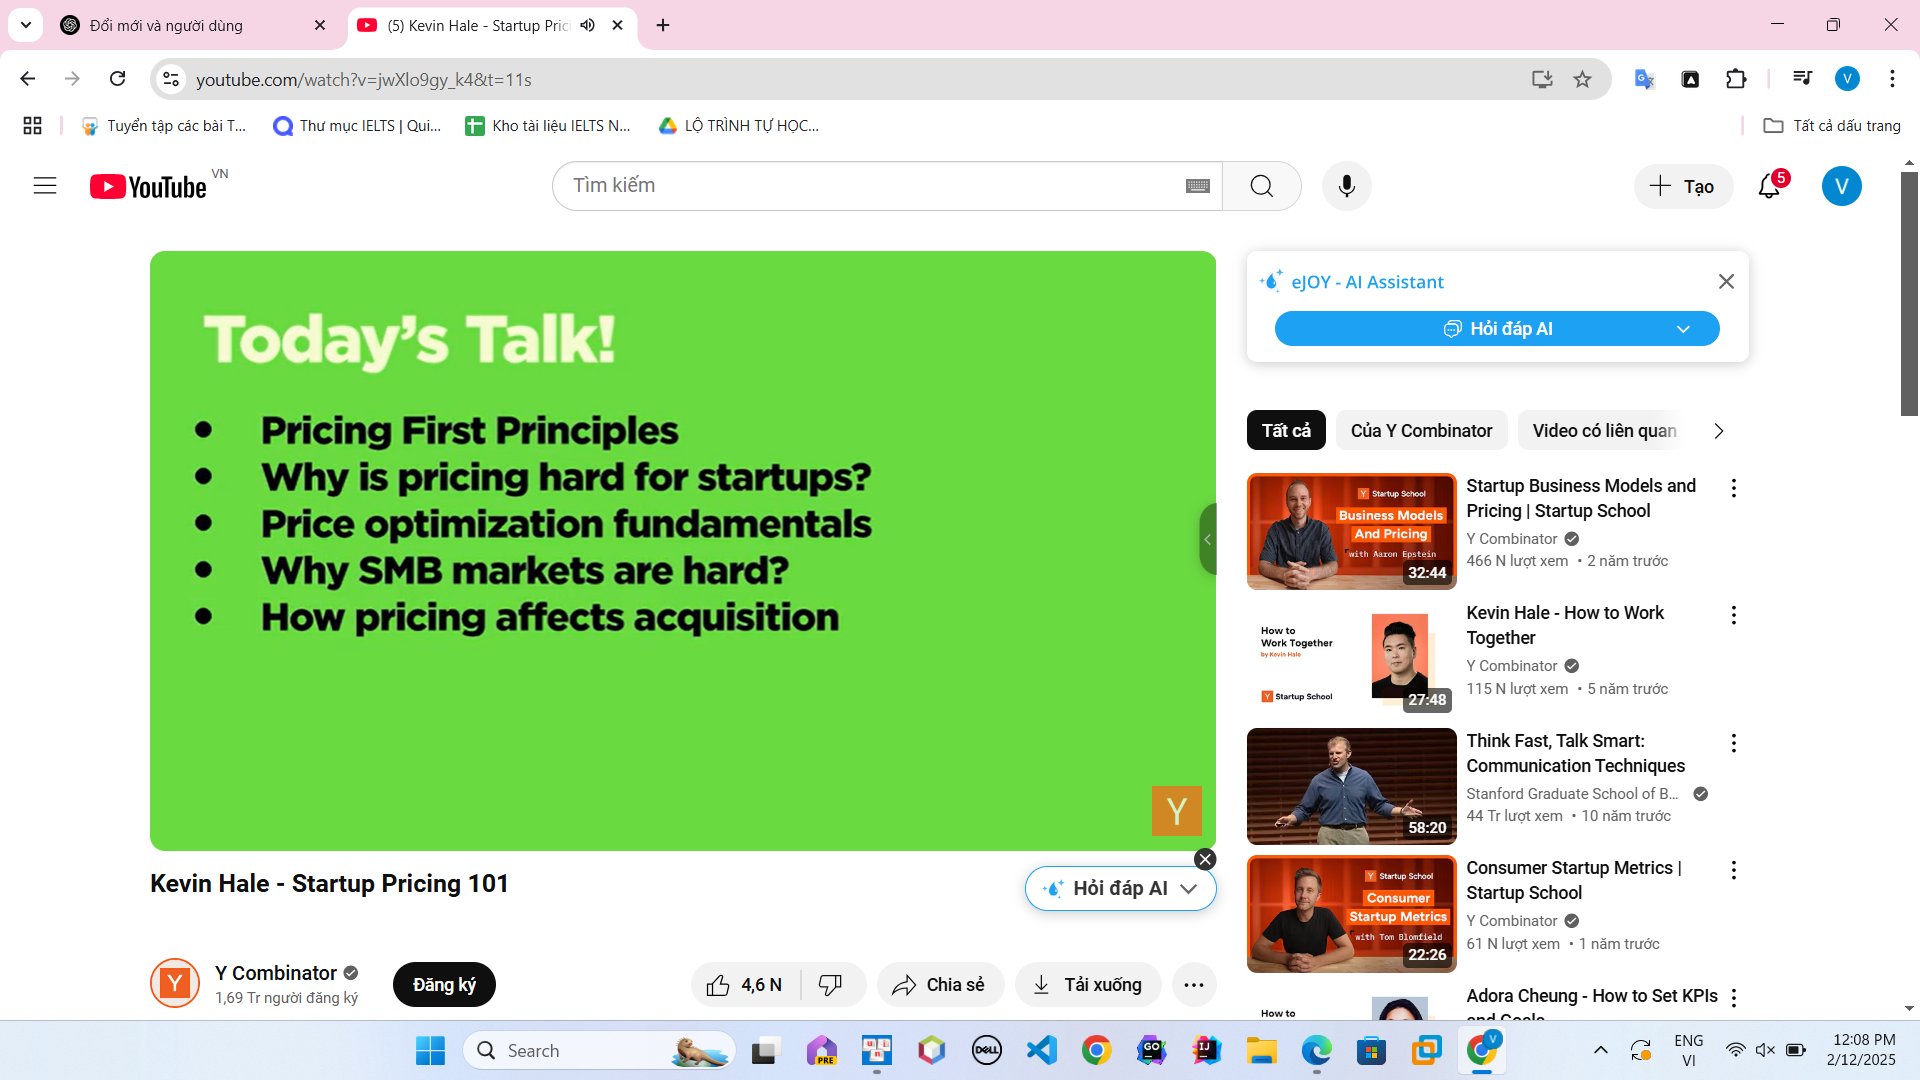 Đổi mới và người dùng
(5) Kevin Hale - Startup Pric
youtube.com/watch?v=jwXlo9gy_k4&t=11s
V
Tuyển tập các bài T...
Thư mục IELTS | Qui...
Kho tài liệu IELTS N...
LỘ TRÌNH TỰ HỌC...
Tất cả dấu trang
YouTube VN
Tìm kiếm
Tạo
5
V
Today's Talk!
• Pricing First Principles
• Why is pricing hard for startups?
• Price optimization fundamentals
• Why SMB markets are hard?
• How pricing affects acquisition
Y
Kevin Hale - Startup Pricing 101
Hỏi đáp AI
Y
Y Combinator
1,69 Tr người đăng ký
Đăng ký
4,6 N
Chia sẻ
Tải xuống
eJOY - AI Assistant
Hỏi đáp AI
Tất cả
Của Y Combinator
Video có liên quan
Y Startup School
Business Models
And Pricing
with Aaron Epstein
32:44
Startup Business Models and
Pricing | Startup School
Y Combinator
466 N lượt xem • 2 năm trước
How to
Work Together
by Kevin Hale
Y Startup School
27:48
Kevin Hale - How to Work
Together
Y Combinator
115 N lượt xem • 5 năm trước
58:20
Think Fast, Talk Smart:
Communication Techniques
Stanford Graduate School of B...
44 Tr lượt xem • 10 năm trước
Y Startup School
Consumer
Startup Metrics
with Tom Blomfield
22:26
Consumer Startup Metrics |
Startup School
Y Combinator
61 N lượt xem • 1 năm trước
How to
Adora Cheung - How to Set KPIs
and Goals
Search
PRE
DELL
GO
IJ
V
ENG
VI
12:08 PM
2/12/2025